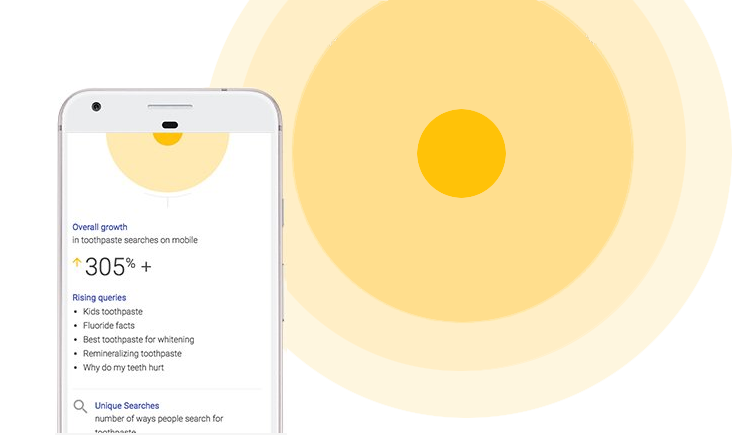 Overall growth
in toothpaste searches on mobile
305% +
Rising queries
• Kids toothpaste
• Fluoride facts
• Best toothpaste for whitening
• Remineralizing toothpaste
• Why do my teeth hurt
Unique Searches
number of ways people search for
toothpaste